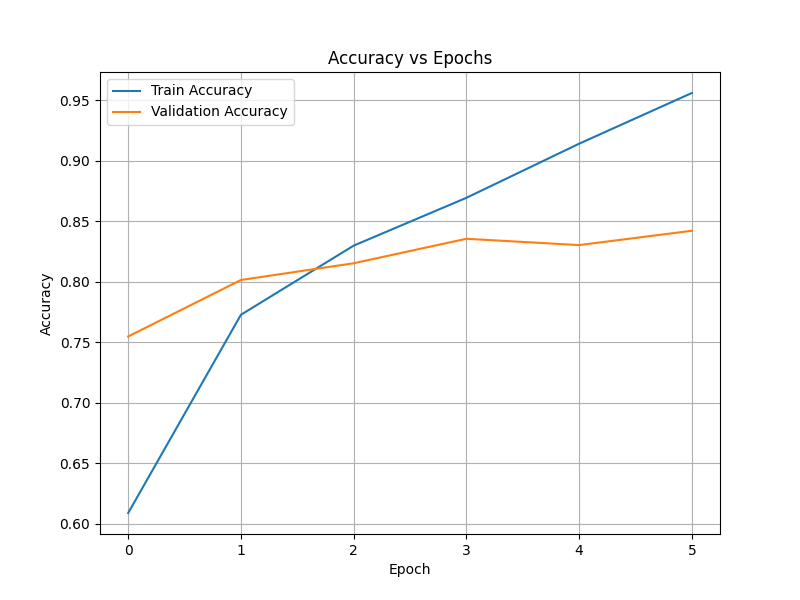 Accuracy vs Epochs
Train Accuracy
Validation Accuracy
0.95
0.90
0.85
0.80
0.75
0.70
0.65
0.60
Accuracy
0 1 2 3 4 5
Epoch